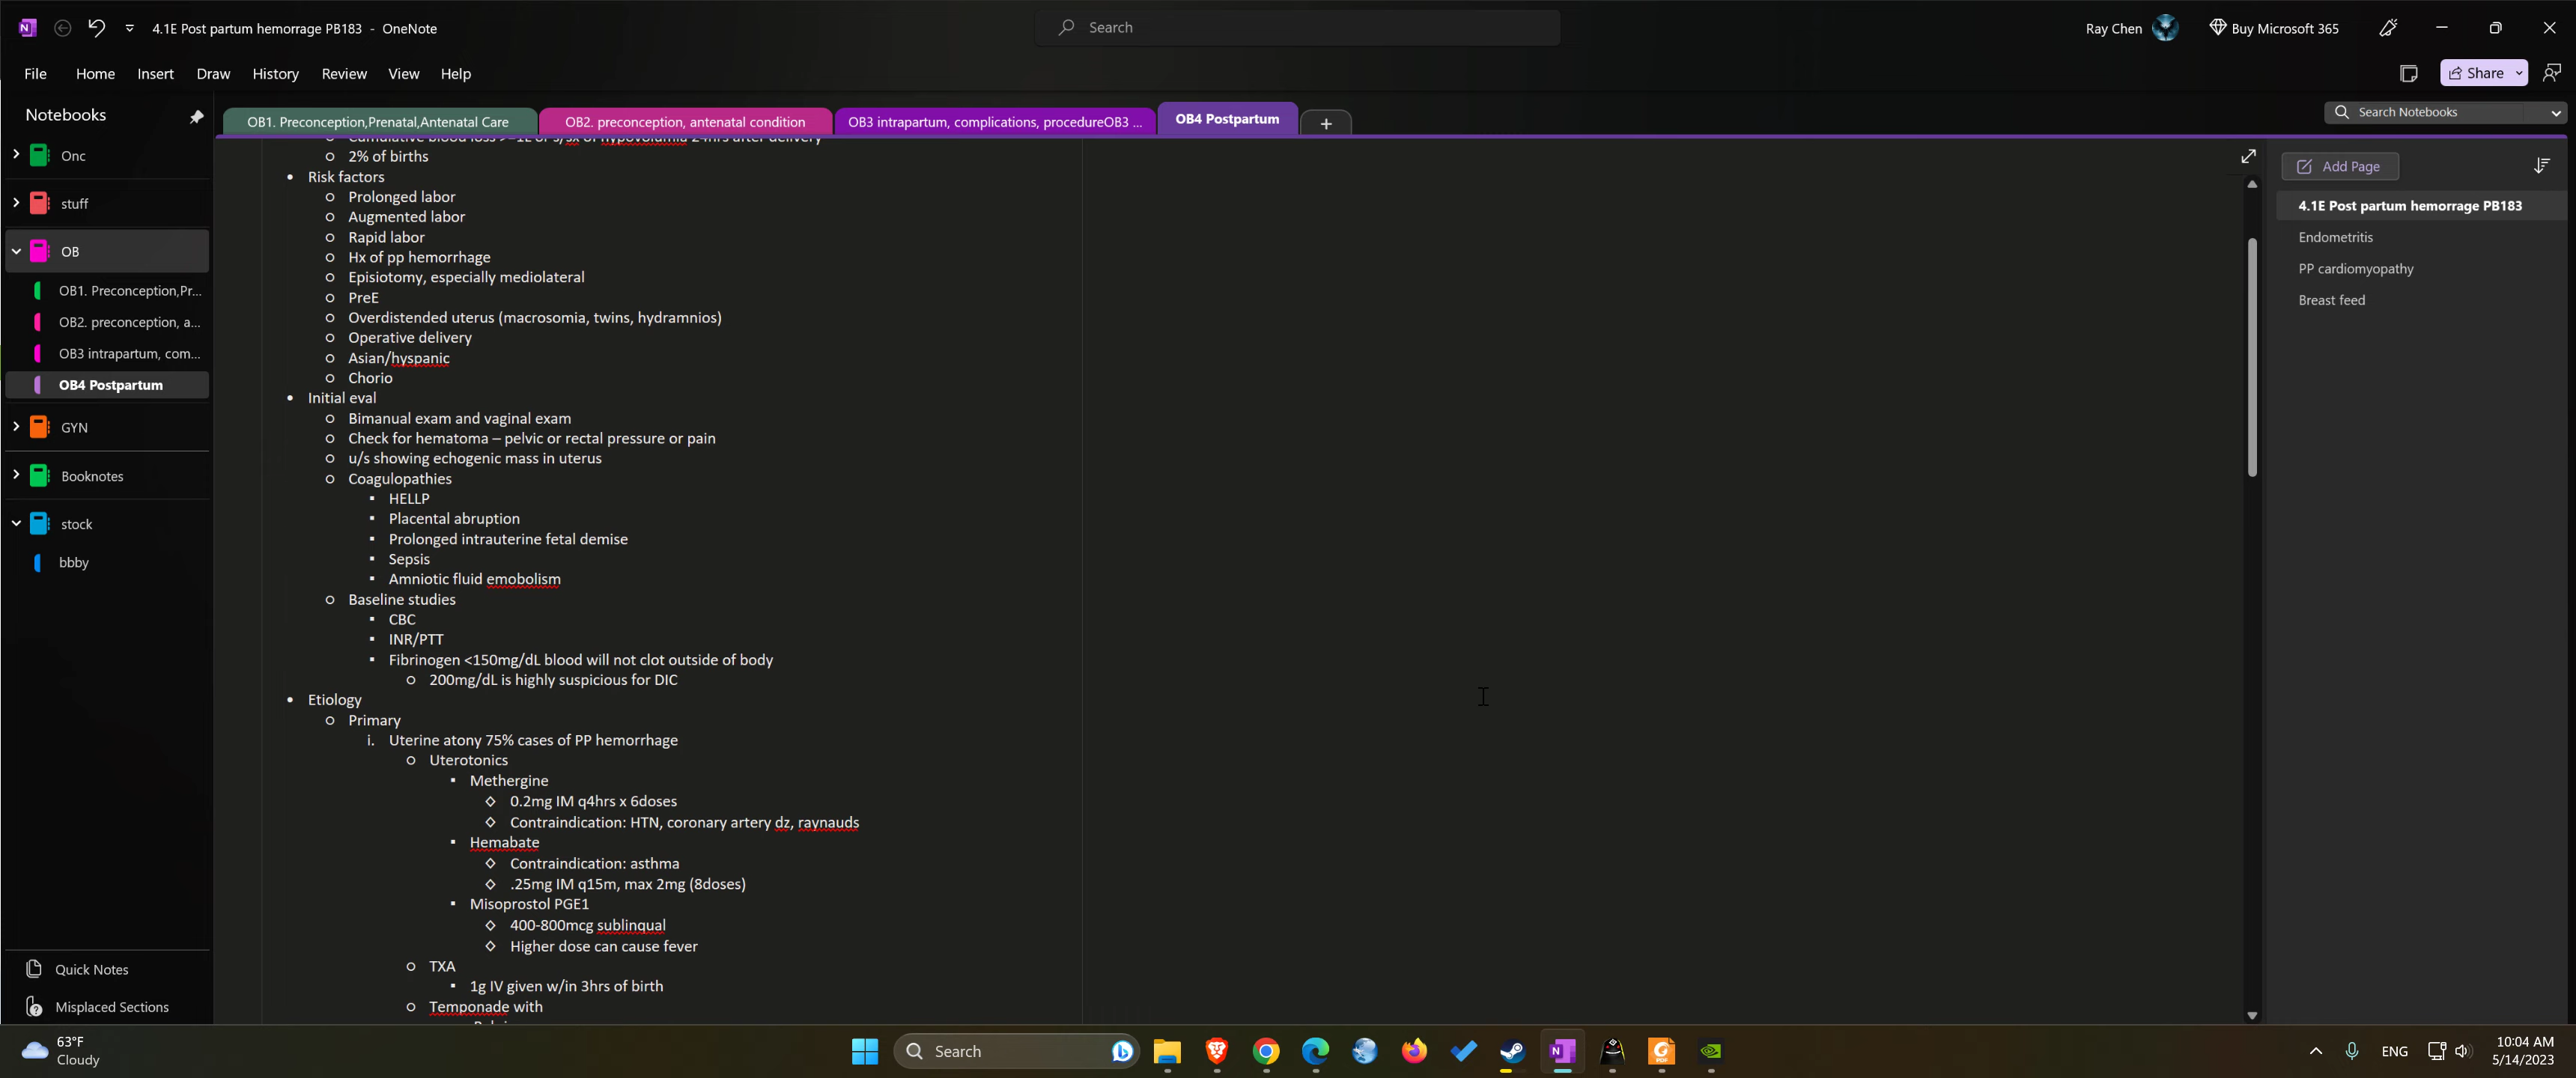 4.1E Post partum hemorrage PB183 - OneNote
Search
Ray Chen
Buy Microsoft 365
File Home Insert Draw History Review View Help
Share
Notebooks
OB1. Preconception,Prenatal,Antenatal Care
OB2. preconception, antenatal condition
OB3 intrapartum, complications, procedureOB3 ...
OB4 Postpartum
+
Search Notebooks
Onc
stuff
OB
OB1. Preconception,Pr...
OB2. preconception, a...
OB3 intrapartum, com...
OB4 Postpartum
GYN
Booknotes
stock
bbby
Quick Notes
Misplaced Sections
2% of births
Risk factors
Prolonged labor
Augmented labor
Rapid labor
Hx of pp hemorrhage
Episiotomy, especially mediolateral
PreE
Overdistended uterus (macrosomia, twins, hydramnios)
Operative delivery
Asian/hyspanic
Chorio
Initial eval
Bimanual exam and vaginal exam
Check for hematoma – pelvic or rectal pressure or pain
u/s showing echogenic mass in uterus
Coagulopathies
HELLP
Placental abruption
Prolonged intrauterine fetal demise
Sepsis
Amniotic fluid emobolism
Baseline studies
CBC
INR/PTT
Fibrinogen <150mg/dL blood will not clot outside of body
200mg/dL is highly suspicious for DIC
Etiology
Primary
i. Uterine atony 75% cases of PP hemorrhage
Uterotonics
Methergine
0.2mg IM q4hrs x 6doses
Contraindication: HTN, coronary artery dz, raynauds
Hemabate
Contraindication: asthma
.25mg IM q15m, max 2mg (8doses)
Misoprostol PGE1
400-800mcg sublinqual
Higher dose can cause fever
TXA
1g IV given w/in 3hrs of birth
Temponade with
Add Page
4.1E Post partum hemorrage PB183
Endometritis
PP cardiomyopathy
Breast feed
63°F
Cloudy
Search
ENG
10:04 AM
5/14/2023